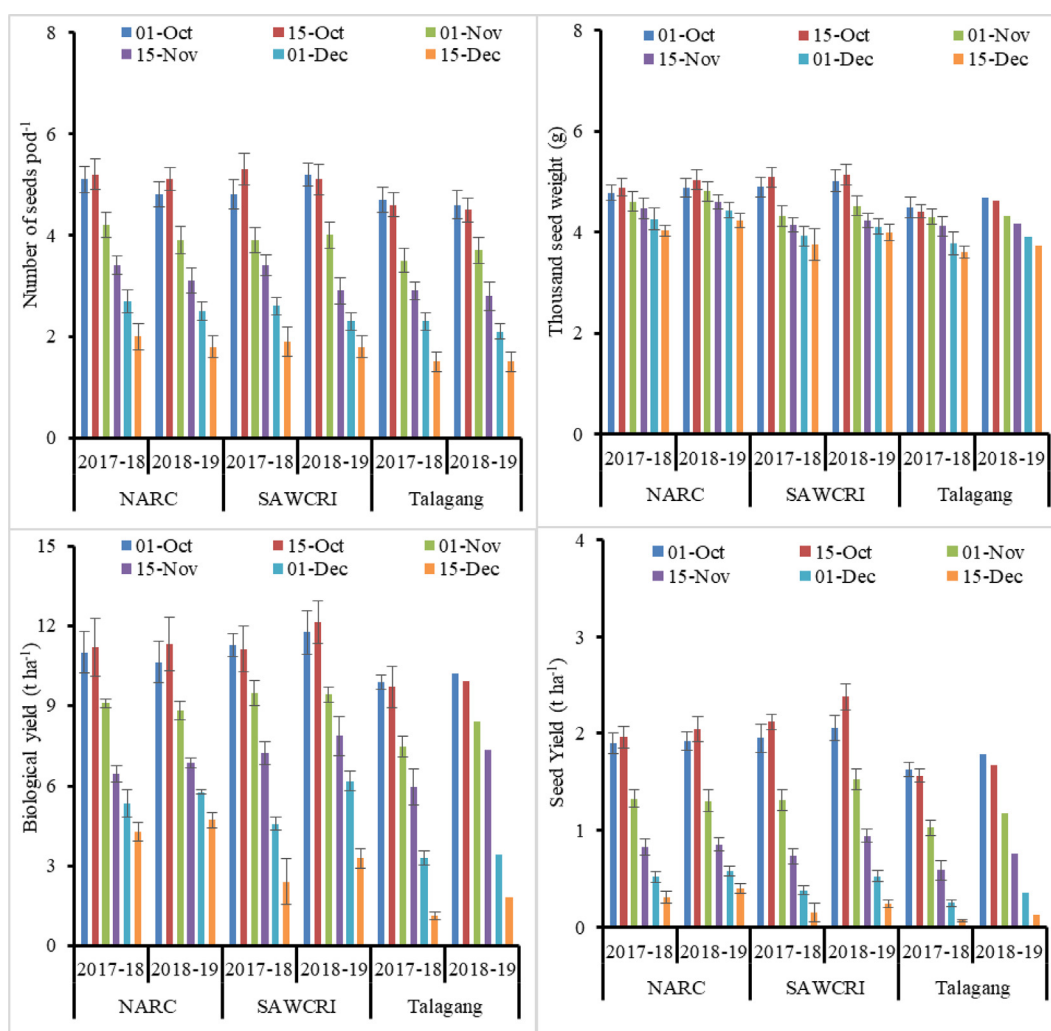 8
6
4
2
0
Number of seeds pod⁻¹
01-Oct 15-Oct 01-Nov
15-Nov 01-Dec 15-Dec
2017-18 2018-19 2017-18 2018-19 2017-18 2018-19
NARC SAWCRI Talagang
8
6
4
2
0
Thousand seed weight (g)
01-Oct 15-Oct 01-Nov
15-Nov 01-Dec 15-Dec
2017-18 2018-19 2017-18 2018-19 2017-18 2018-19
NARC SAWCRI Talagang
15
12
9
6
3
0
Biological yield (t ha⁻¹)
01-Oct 15-Oct 01-Nov
15-Nov 01-Dec 15-Dec
2017-18 2018-19 2017-18 2018-19 2017-18 2018-19
NARC SAWCRI Talagang
4
3
2
1
0
Seed Yield (t ha⁻¹)
01-Oct 15-Oct 01-Nov
15-Nov 01-Dec 15-Dec
2017-18 2018-19 2017-18 2018-19 2017-18 2018-19
NARC SAWCRI Talagang